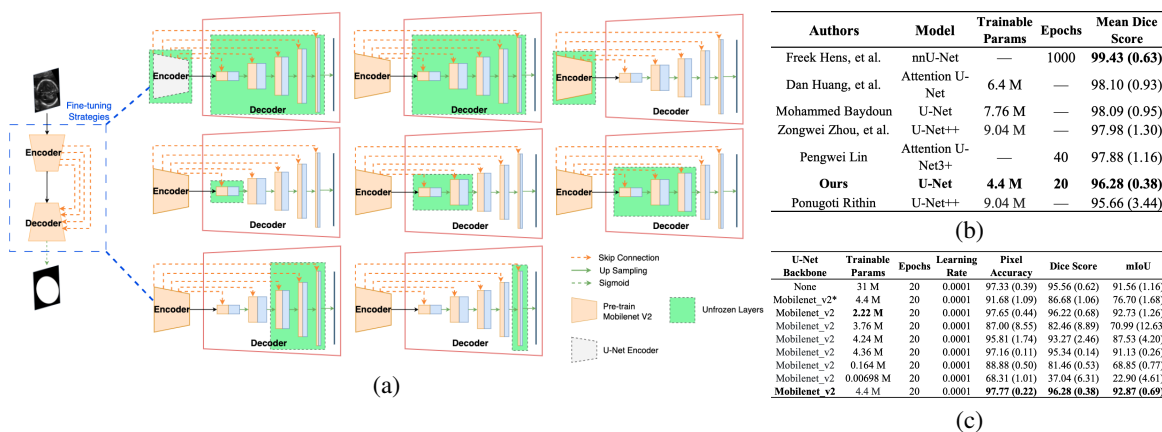 Fine-tuning
Strategies
Encoder
Decoder
Encoder
Decoder
Encoder
Decoder
Encoder
Decoder
Encoder
Decoder
Encoder
Decoder
Encoder
Decoder
Encoder
Decoder
Encoder
Decoder
Skip Connection
Up Sampling
Sigmoid
Pre-train
Mobilenet V2
Unfrozen Layers
U-Net Encoder
(a)
Authors Model Trainable Params Epochs Mean Dice Score
Freek Hens, et al. nnU-Net — 1000 99.43 (0.63)
Dan Huang, et al. Attention U-Net 6.4 M — 98.10 (0.93)
Mohammed Baydoun U-Net 7.76 M — 98.09 (0.95)
Zongwei Zhou, et al. U-Net++ 9.04 M — 97.98 (1.30)
Pengwei Lin Attention U-Net3+ — 40 97.88 (1.16)
Ours U-Net 4.4 M 20 96.28 (0.38)
Ponugoti Rithin U-Net++ 9.04 M — 95.66 (3.44)
(b)
U-Net Backbone Trainable Params Epochs Learning Rate Pixel Accuracy Dice Score mIoU
None 31 M 20 0.0001 97.33 (0.39) 95.56 (0.62) 91.56 (1.16)
Mobilenet_v2* 4.4 M 20 0.0001 91.68 (1.09) 86.68 (1.06) 76.70 (1.68)
Mobilenet_v2 2.22 M 20 0.0001 97.65 (0.44) 96.22 (0.68) 92.73 (1.26)
Mobilenet_v2 3.76 M 20 0.0001 87.00 (8.55) 82.46 (8.89) 70.99 (12.63
Mobilenet_v2 4.24 M 20 0.0001 95.81 (1.74) 93.27 (2.46) 87.53 (4.20)
Mobilenet_v2 4.36 M 20 0.0001 97.16 (0.11) 95.34 (0.14) 91.13 (0.26)
Mobilenet_v2 0.164 M 20 0.0001 88.88 (0.50) 81.46 (0.53) 68.85 (0.77)
Mobilenet_v2 0.00698 M 20 0.0001 68.31 (1.01) 37.04 (6.31) 22.90 (4.61)
Mobilenet_v2 4.4 M 20 0.0001 97.77 (0.22) 96.28 (0.38) 92.87 (0.69)
(c)